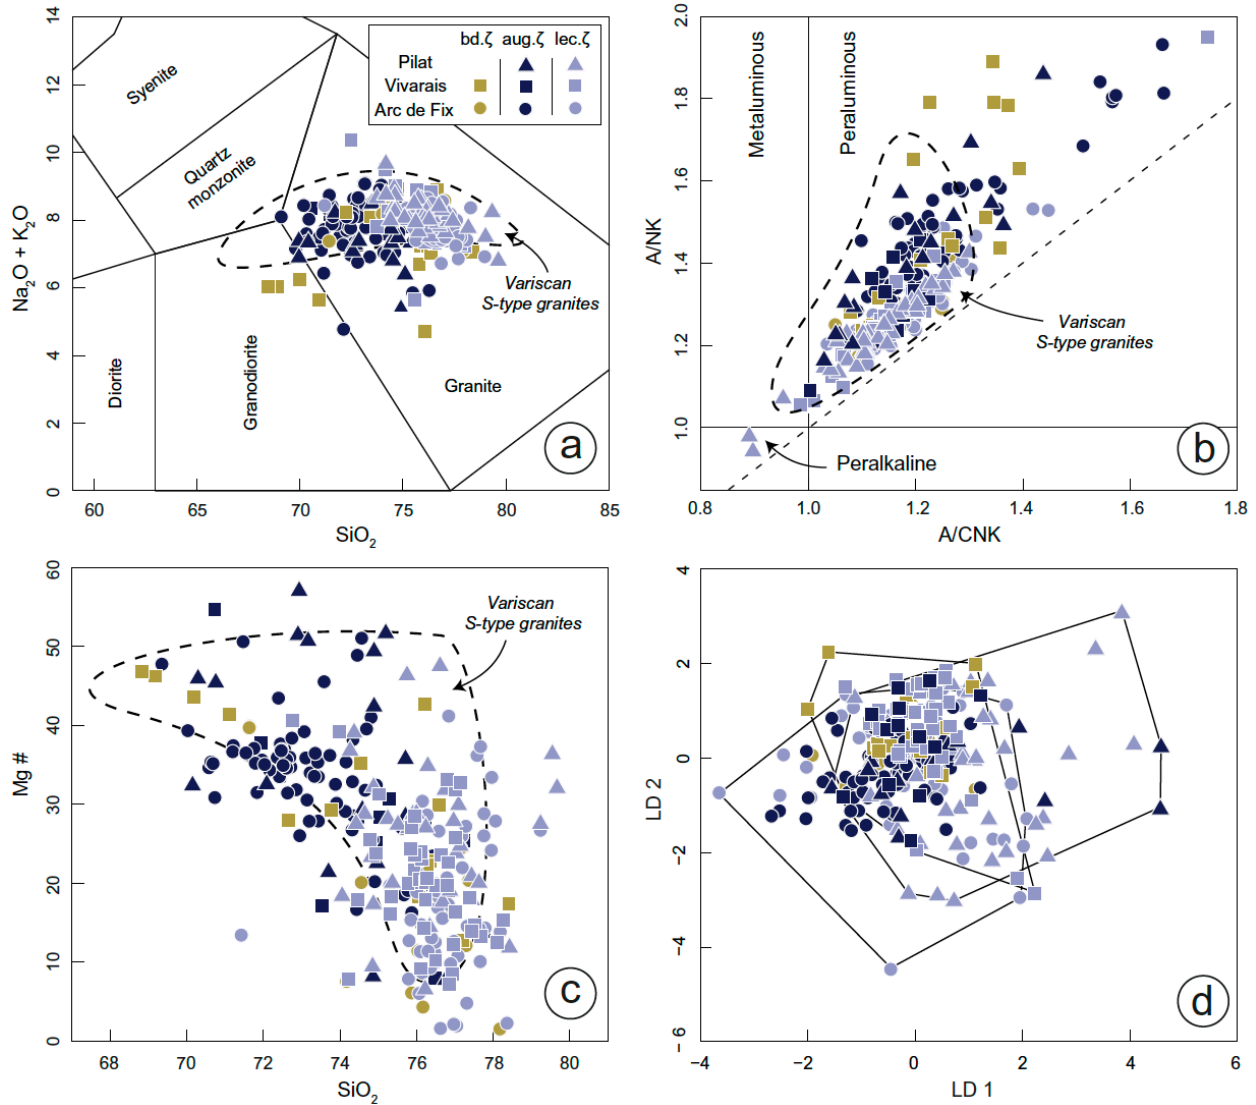 14
12
10
8
6
4
2
0
60
65
70
75
80
85
Na2O + K2O
SiO2
Syenite
Quartz
monzonite
Diorite
Granodiorite
Granite
bd.ζ aug.ζ lec.ζ
Pilat
Vivarais
Arc de Fix
Variscan
S-type granites
a
2.0
1.8
1.6
1.4
1.2
1.0
0.8
1.0
1.2
1.4
1.6
1.8
A/NK
A/CNK
Metaluminous
Peraluminous
Variscan
S-type granites
Peralkaline
b
60
50
40
30
20
10
0
68
70
72
74
76
78
80
Mg #
SiO2
Variscan
S-type granites
c
4
2
0
−2
−4
−6
−4
−2
0
2
4
6
LD 2
LD 1
d